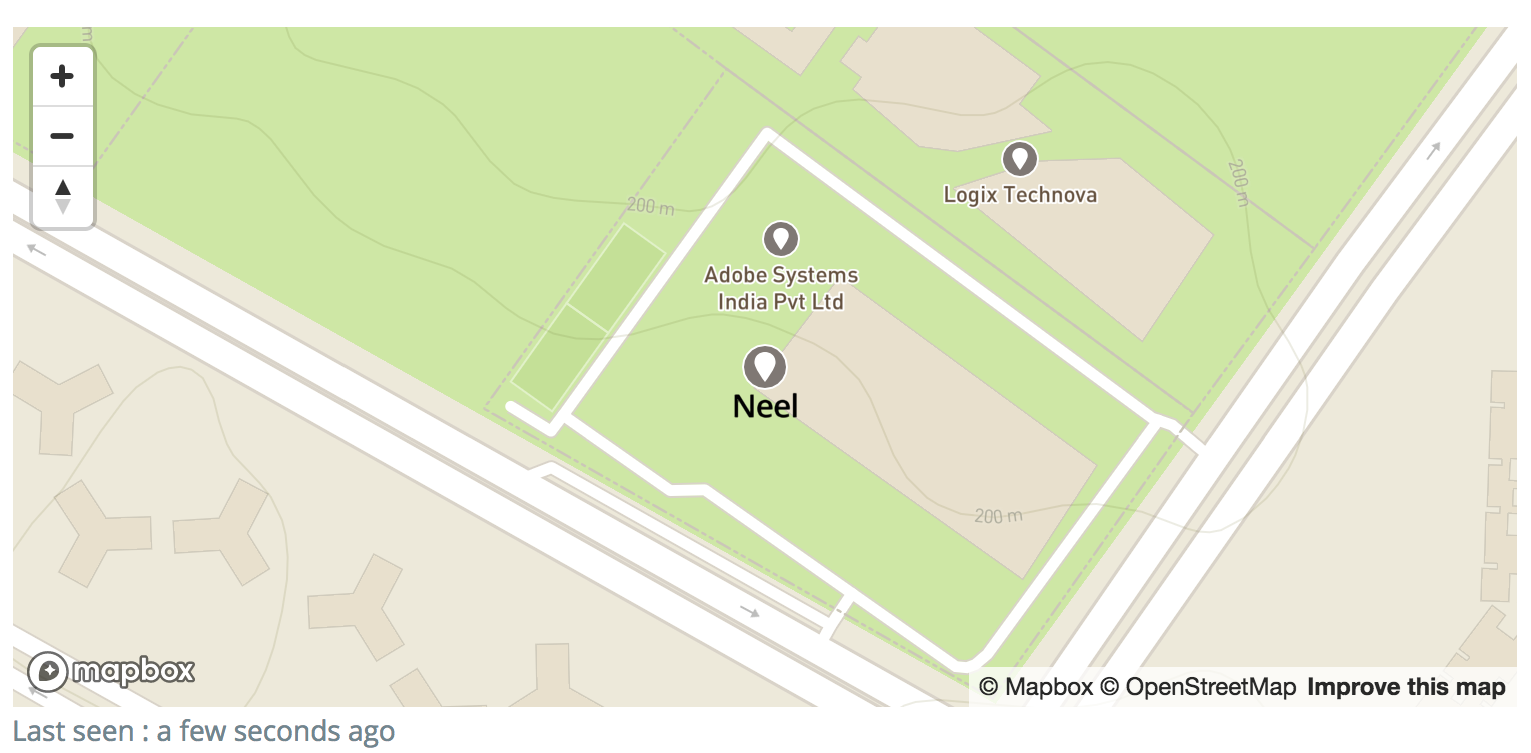 m
+
−
200 m
200 m
Logix Technova
Adobe Systems
India Pvt Ltd
Neel
200 m
mapbox
© Mapbox © OpenStreetMap Improve this map
Last seen : a few seconds ago